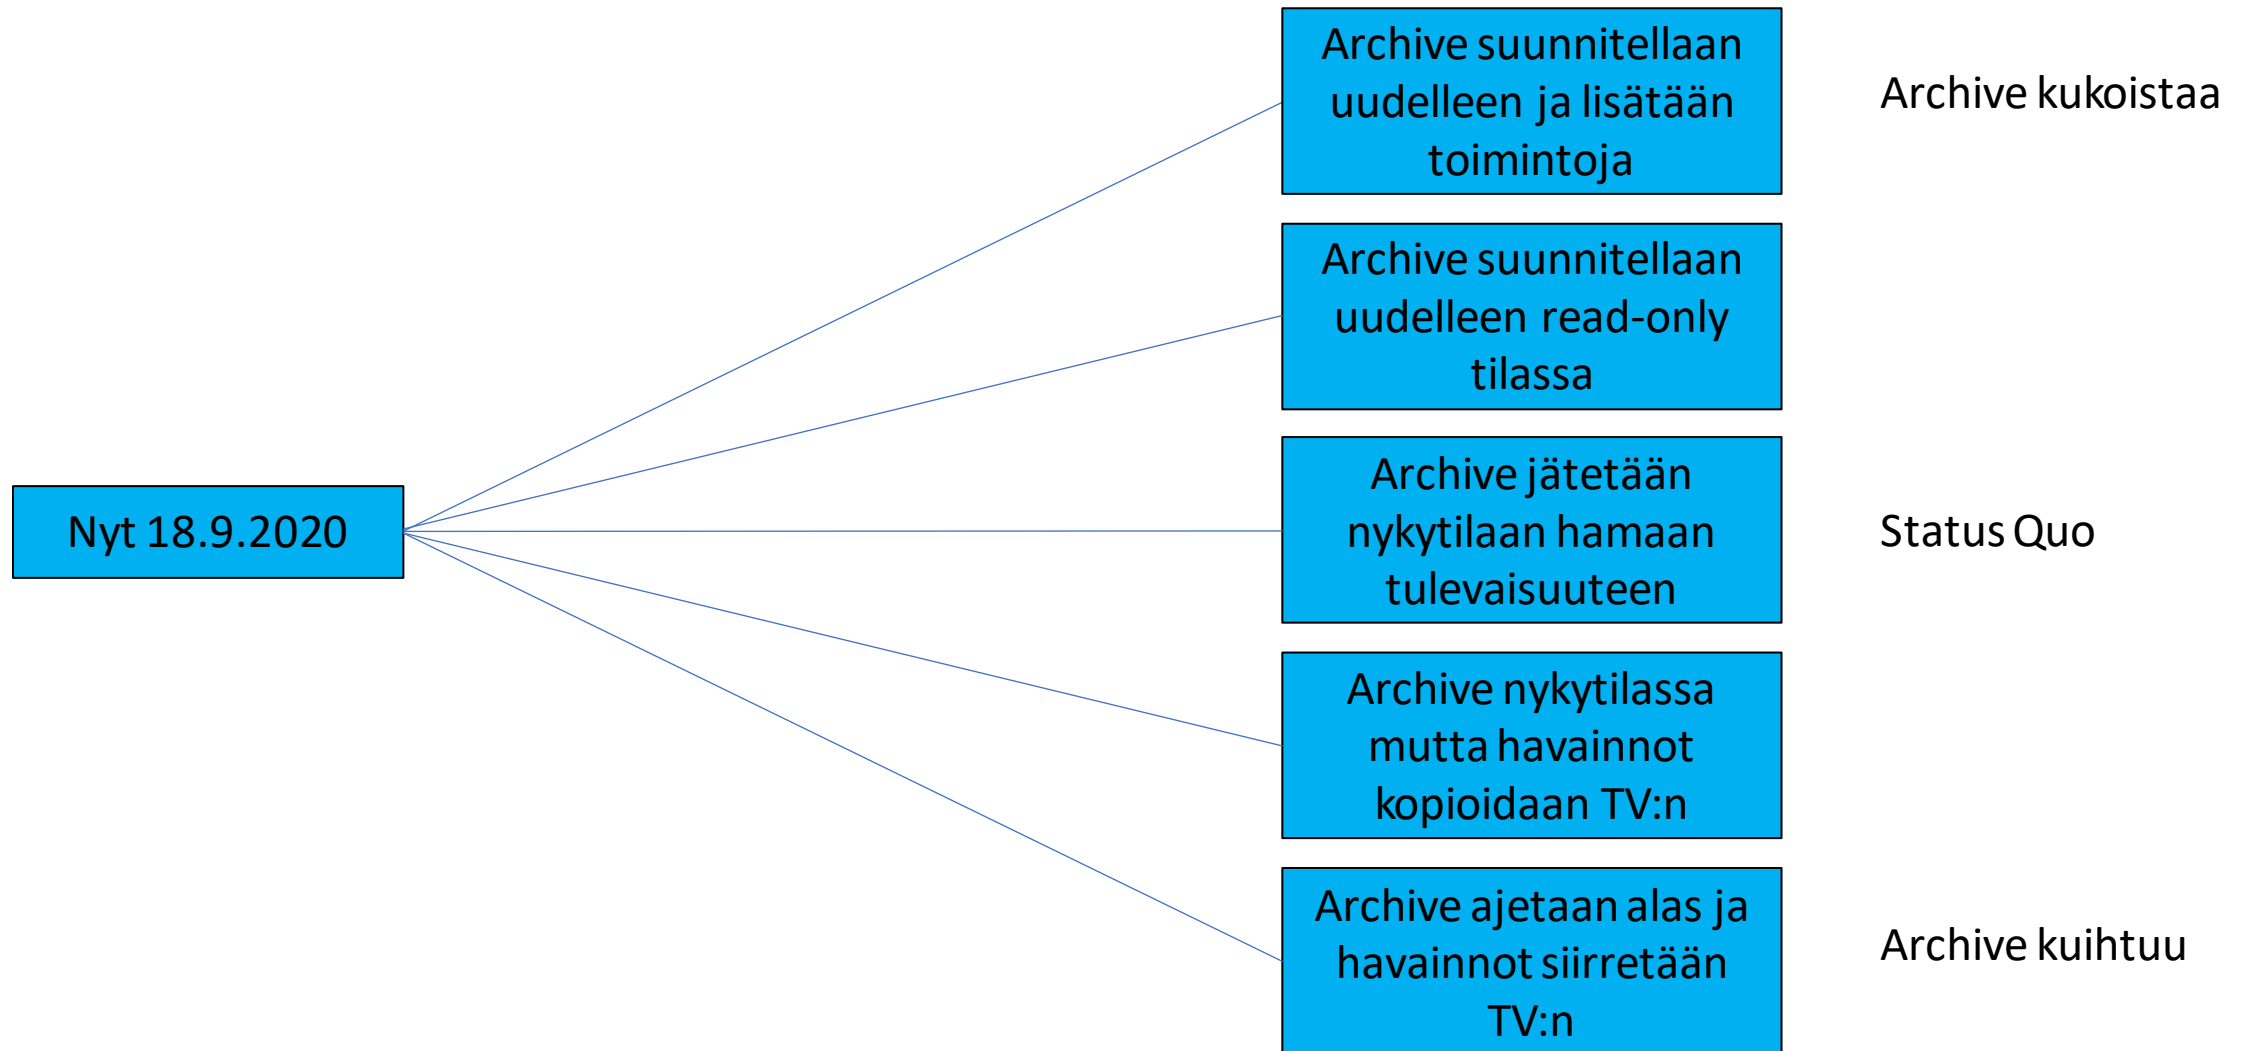 Archive suunnitellaan
uudelleen ja lisätään
toimintoja
Archive kukoistaa
Archive suunnitellaan
uudelleen read-only
tilassa
Nyt 18.9.2020
Archive jätetään
nykytilaan hamaan
tulevaisuuteen
Status Quo
Archive nykytilassa
mutta havainnot
kopioidaan TV:n
Archive ajetaan alas ja
havainnot siirretään
TV:n
Archive kuihtuu